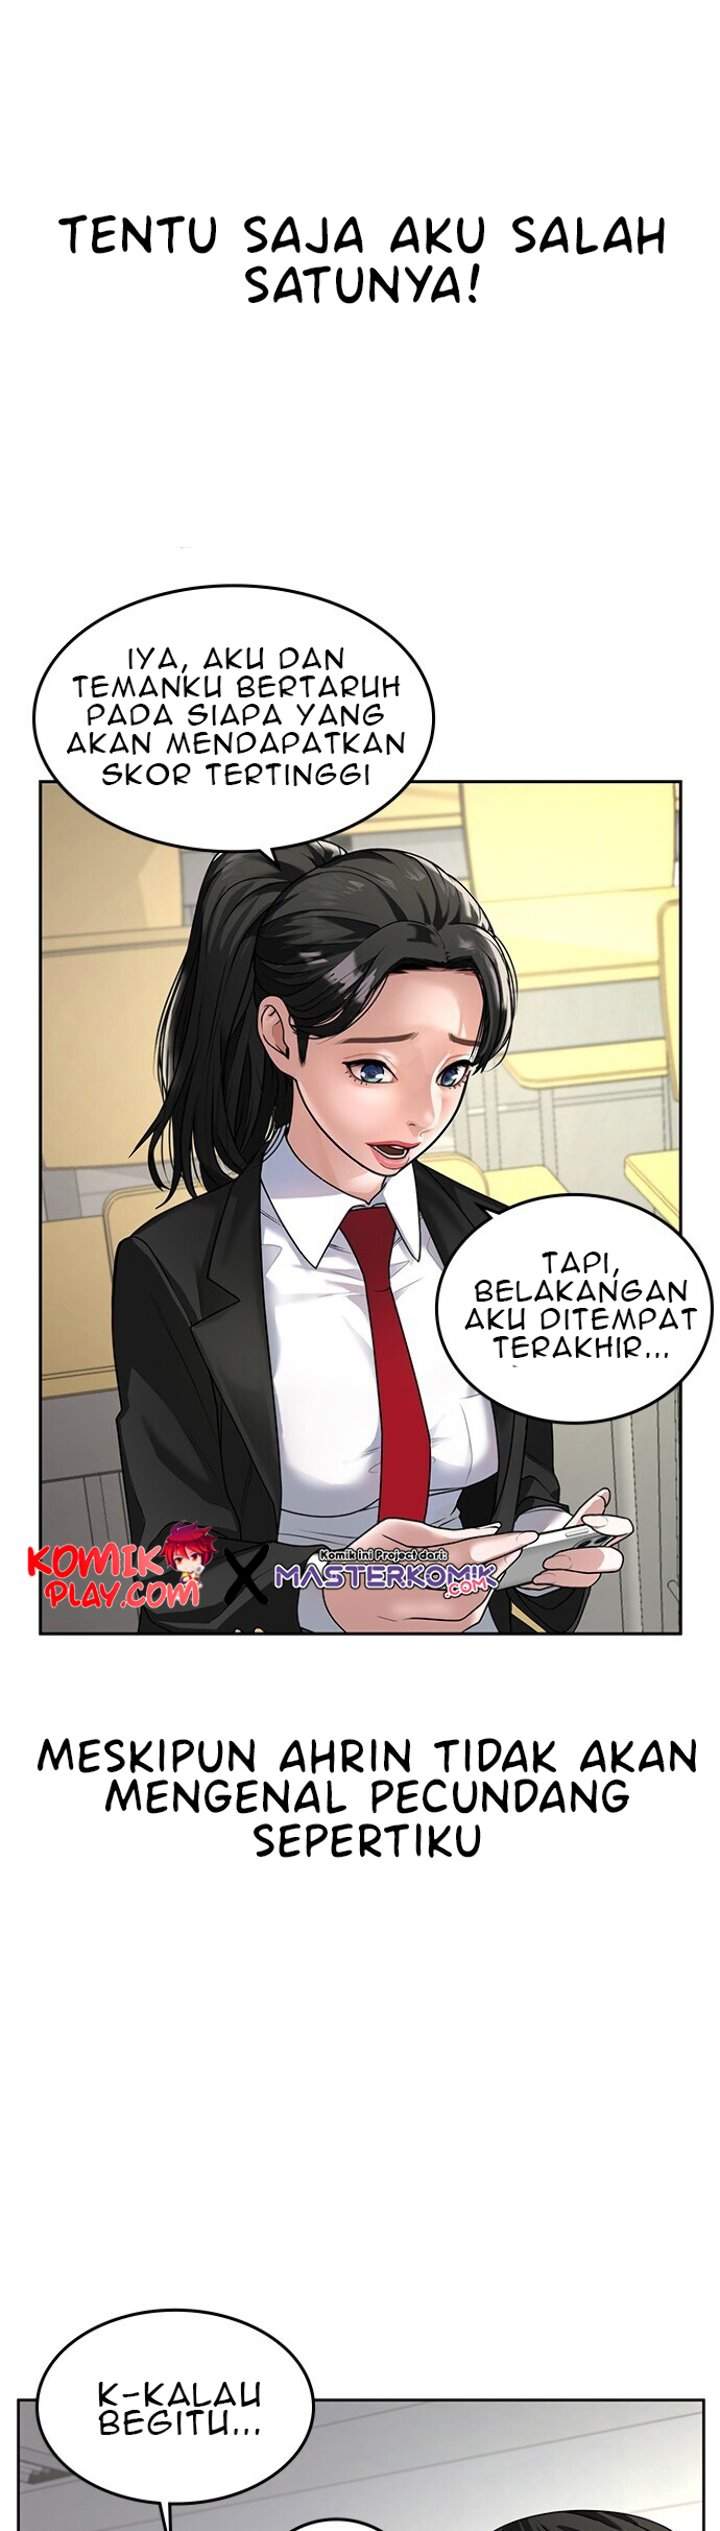 TENTU SAJA AKU SALAH
SATUNYA!
IYA, AKU DAN
TEMANKU BERTARUH
PADA SIAPA YANG
AKAN MENDAPATKAN
SKOR TERTINGGI
TAPI,
BELAKANGAN
AKU DITEMPAT
TERAKHIR...
KOMIK
PLAY.COM
X
Komik ini Project dari:
MASTERKOMIK
.COM
MESKIPUN AHRIN TIDAK AKAN
MENGENAL PECUNDANG
SEPERTIKU
K-KALAU
BEGITU...